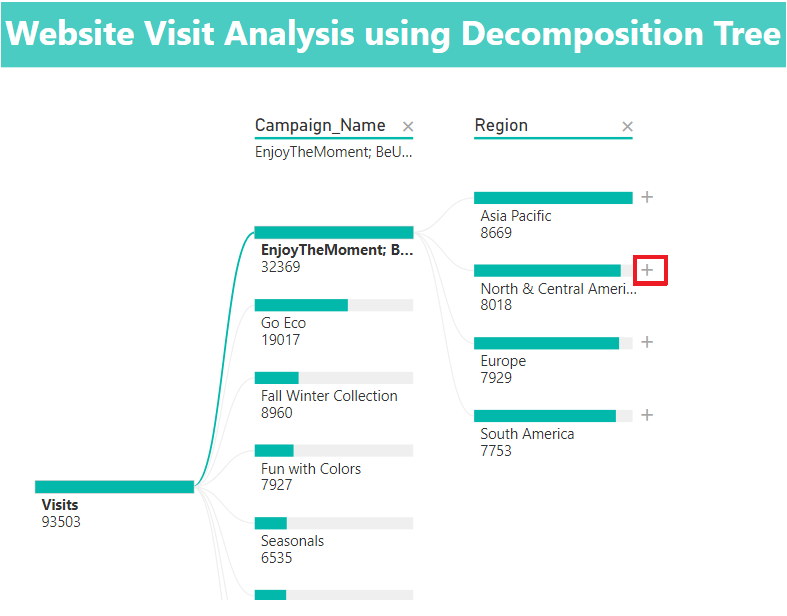 Website Visit Analysis using Decomposition Tree
Campaign_Name ×
EnjoyTheMoment; BeU...
Region ×
EnjoyTheMoment; B...
32369
Go Eco
19017
Fall Winter Collection
8960
Fun with Colors
7927
Seasonals
6535
Visits
93503
Asia Pacific
8669
+
North & Central Ameri...
8018
+
Europe
7929
+
South America
7753
+